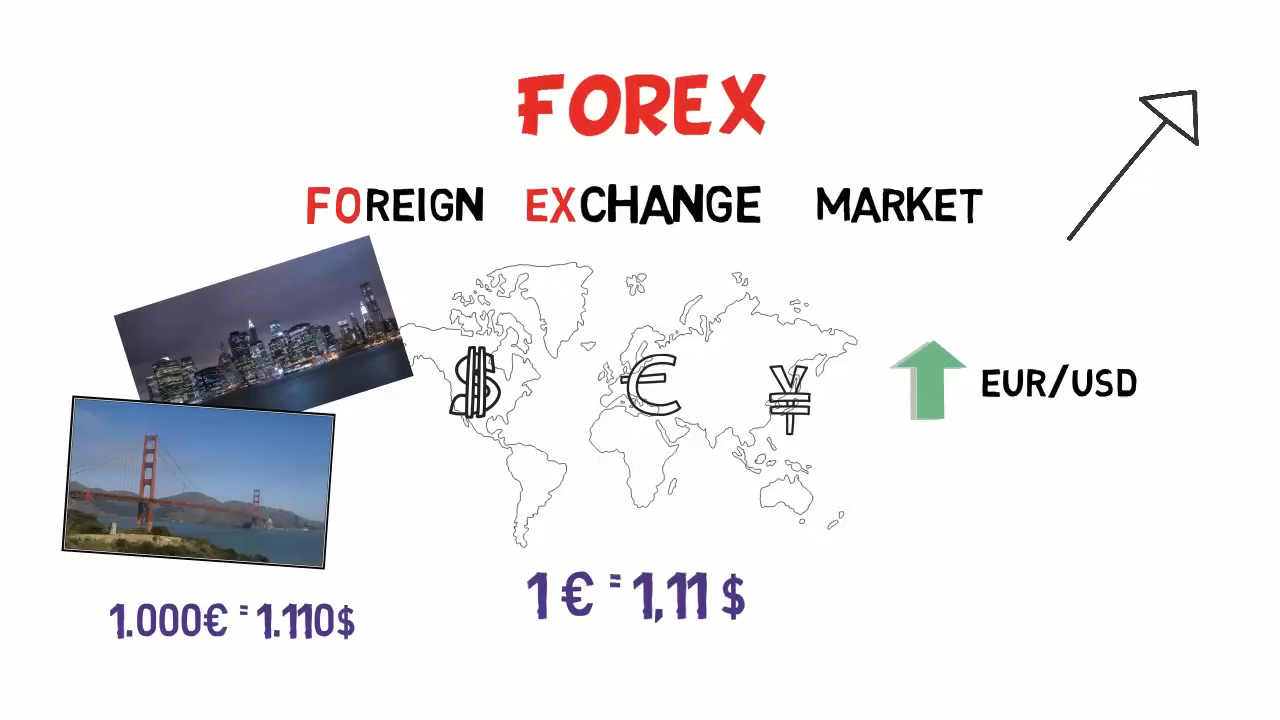 FOREX
FOREIGN EXCHANGE MARKET
$ € ¥
EUR/USD
1 € = 1,11 $
1.000€ = 1.110$